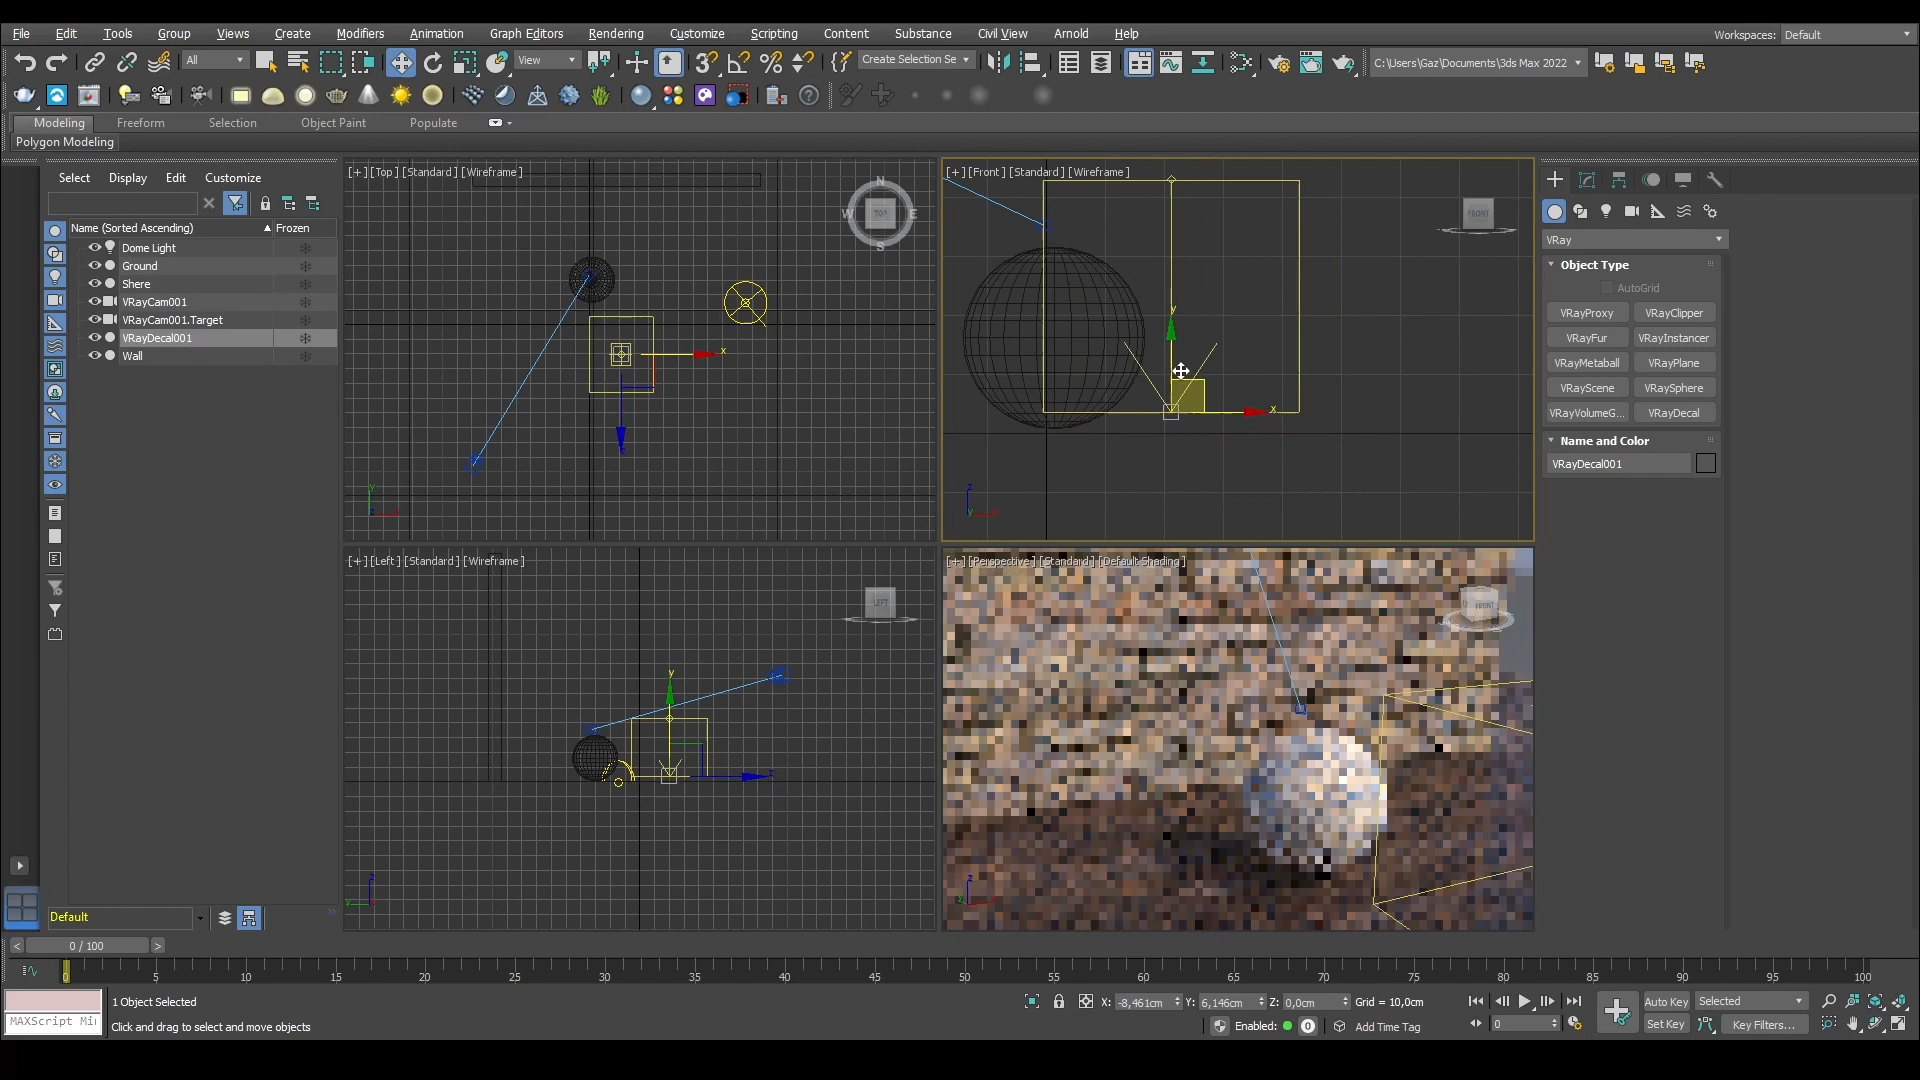 File Edit Tools Group Views Create Modifiers Animation Graph Editors Rendering Customize Scripting Content Substance Civil View Arnold Help Workspaces: Default
All View Create Selection Se C:\Users\Gaz\Documents\3ds Max 2022
Modeling Freeform Selection Object Paint Populate
Polygon Modeling
Select Display Edit Customize
Name (Sorted Ascending) Frozen
Dome Light
Ground
Shere
VRayCam001
VRayCam001.Target
VRayDecal001
Wall
Default
[+] [Top] [Standard] [Wireframe]
N
W TOP E
S
x
y
z x
[+] [Front] [Standard] [Wireframe]
FRONT
y
x
z
y x
[+] [Left] [Standard] [Wireframe]
LEFT
y
z
z
y
[+] [Perspective] [Standard] [Default Shading]
FRONT
z
VRay
Object Type
AutoGrid
VRayProxy VRayClipper
VRayFur VRayInstancer
VRayMetaball VRayPlane
VRayScene VRaySphere
VRayVolumeG... VRayDecal
Name and Color
VRayDecal001
< 0 / 100 >
0 5 10 15 20 25 30 35 40 45 50 55 60 65 70 75 80 85 90 95 100
1 Object Selected X: -8,461cm Y: 6,146cm Z: 0,0cm Grid = 10,0cm Auto Key Selected
MAXScript Mi Click and drag to select and move objects Enabled: 0 Add Time Tag 0 Set Key Key Filters...